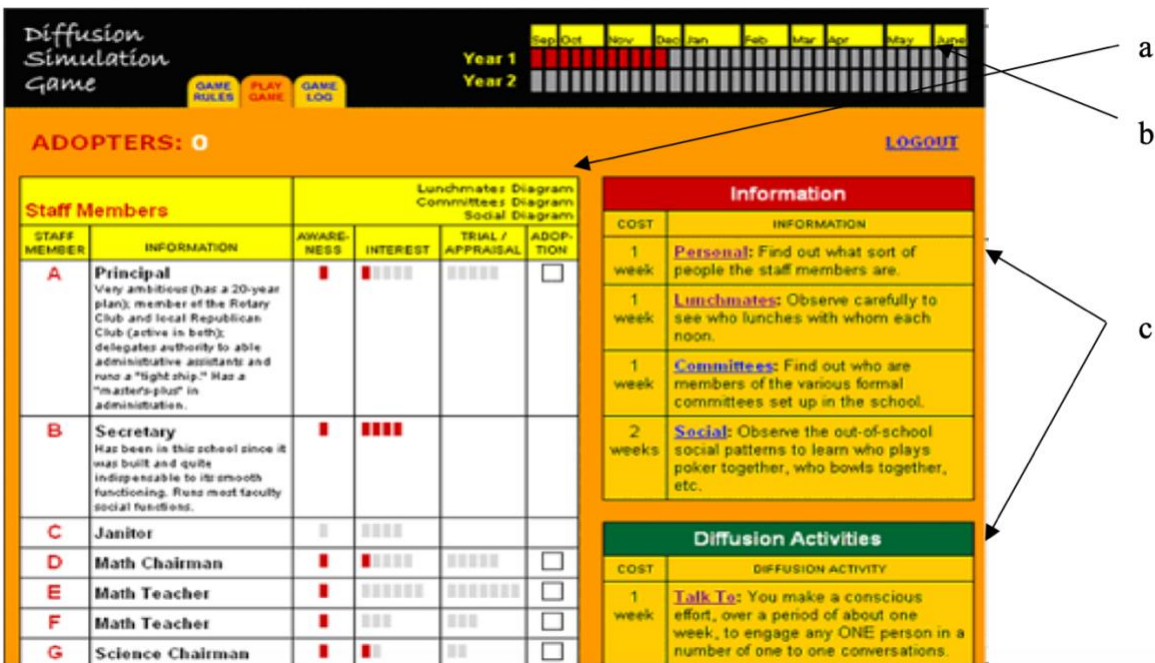 Diffusion
Simulation
Game
GAME RULES
PLAY GAME
GAME LOG
Sep Oct Nov Dec Jan Feb Mar Apr May June
Year 1
Year 2
a
b
c
ADOPTERS: 0
LOGOUT
Staff Members
Lunchmates Diagram
Committees Diagram
Social Diagram
STAFF MEMBER
INFORMATION
AWARE-NESS
INTEREST
TRIAL / APPRAISAL
ADOP-TION
A
Principal
Very ambitious (has a 20-year
plan); member of the Rotary
Club and local Republican
Club (active in both);
delegates authority to able
administrative assistants and
runs a "tight ship." Has a
"master's-plus" in
administration.
B
Secretary
Has been in this school since it
was built and quite
indispensable to its smooth
functioning. Runs most faculty
social functions.
C Janitor
D Math Chairman
E Math Teacher
F Math Teacher
G Science Chairman
Information
COST INFORMATION
1 week
Personal: Find out what sort of
people the staff members are.
1 week
Lunchmates: Observe carefully to
see who lunches with whom each
noon.
1 week
Committees: Find out who are
members of the various formal
committees set up in the school.
2 weeks
Social: Observe the out-of-school
social patterns to learn who plays
poker together, who bowls together,
etc.
Diffusion Activities
COST DIFFUSION ACTIVITY
1 week
Talk To: You make a conscious
effort, over a period of about one
week, to engage any ONE person in a
number of one to one conversations.